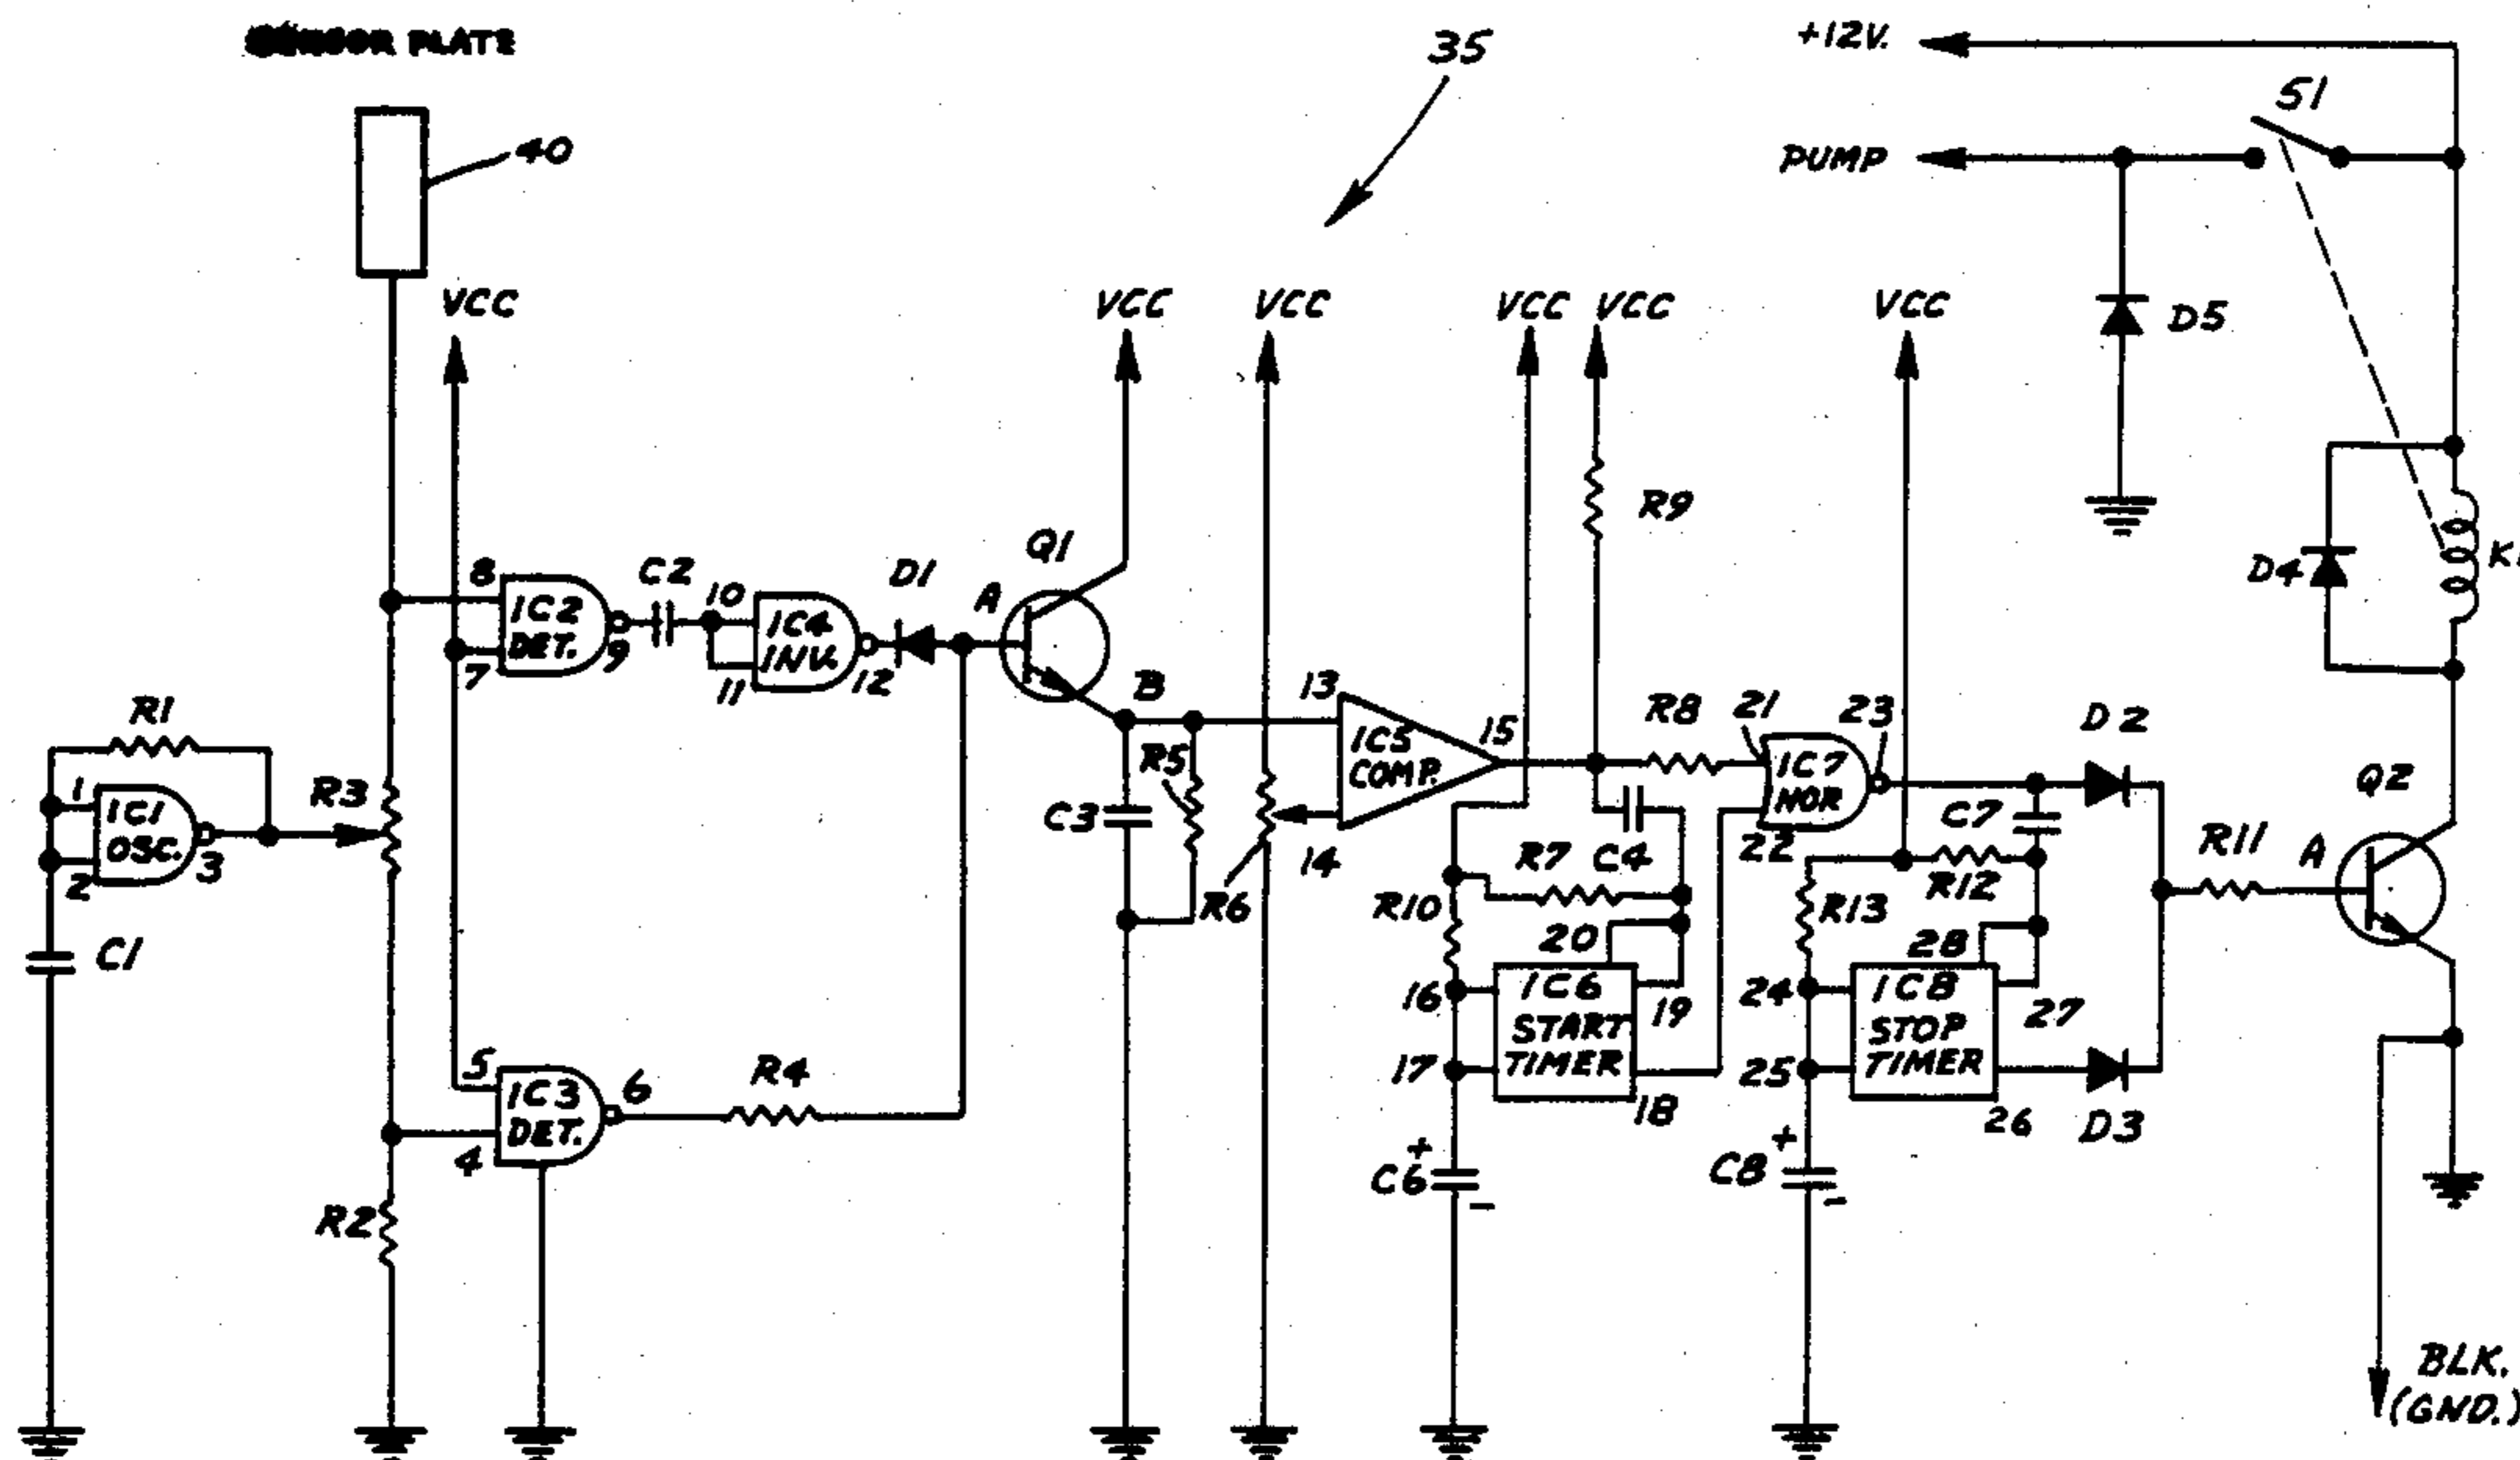 PLATE
35
+12V.
S1
PUMP
40
VCC
VCC
VCC
VCC
VCC
VCC
D5
R9
D4
Q1
8
IC2
DET.
9
7
C2
10
IC4
INV.
11
12
D1
A
B
R1
1
IC1
OSC.
2
3
R3
C1
13
IC5
COMP.
14
15
R5
C3
R6
R8
21
IC7
NOR
22
23
D2
C7
Q2
R7
C4
R10
R12
R13
R11
A
20
IC6
START
TIMER
16
17
18
19
28
IC8
STOP
TIMER
24
25
26
27
D3
5
IC3
DET.
4
6
R4
R2
+
C6
-
+
C8
-
BLK.
(GND.)